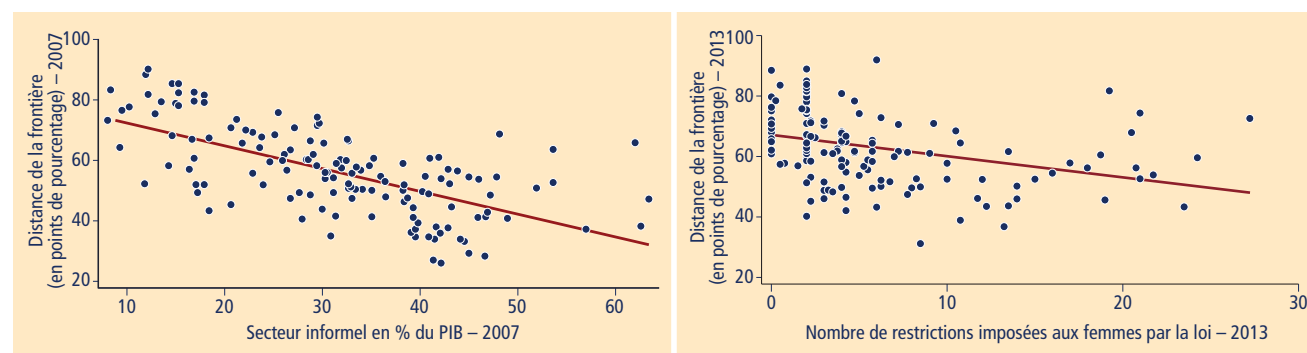 Distance de la frontière
(en points de pourcentage) – 2007
100
80
60
40
20
10 20 30 40 50 60
Secteur informel en % du PIB – 2007
Distance de la frontière
(en points de pourcentage) – 2013
100
80
60
40
20
0 10 20 30
Nombre de restrictions imposées aux femmes par la loi – 2013